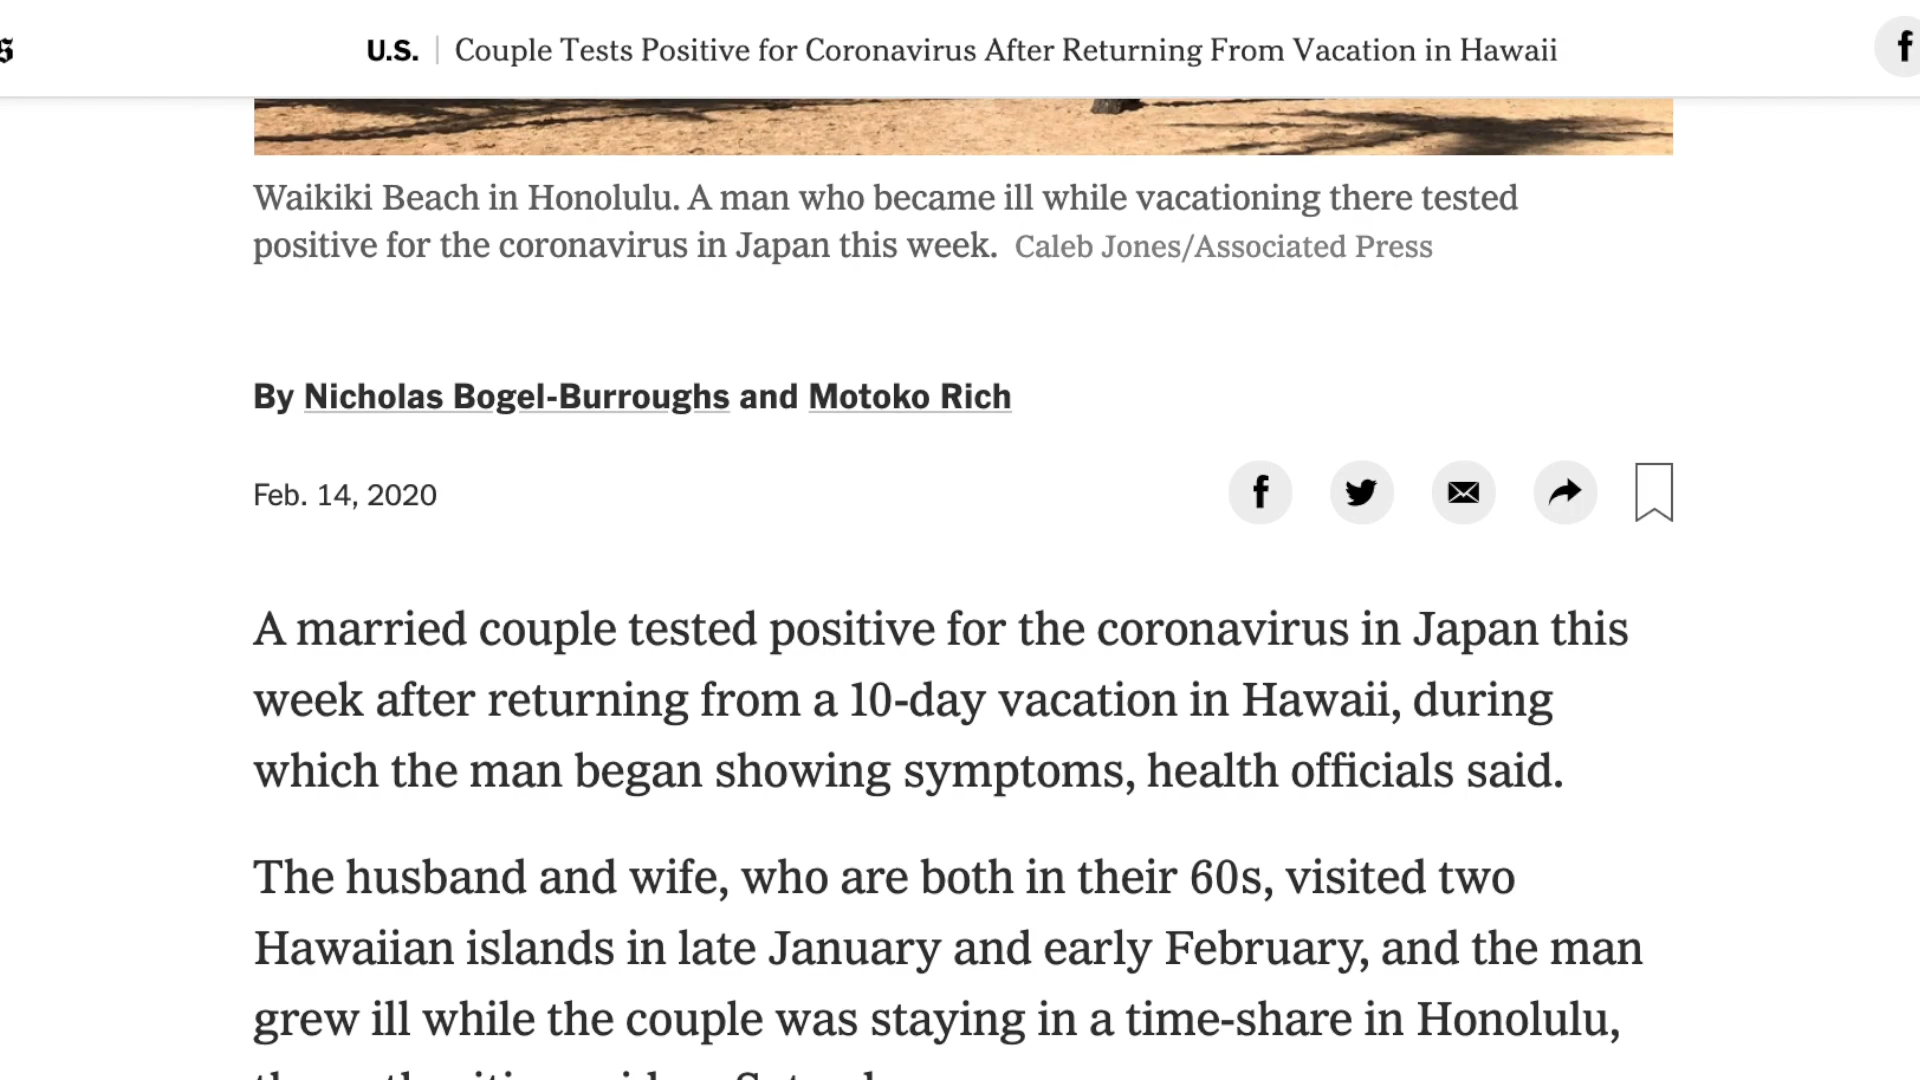 U.S. | Couple Tests Positive for Coronavirus After Returning From Vacation in Hawaii
Waikiki Beach in Honolulu. A man who became ill while vacationing there tested
positive for the coronavirus in Japan this week. Caleb Jones/Associated Press
By Nicholas Bogel-Burroughs and Motoko Rich
Feb. 14, 2020
A married couple tested positive for the coronavirus in Japan this
week after returning from a 10-day vacation in Hawaii, during
which the man began showing symptoms, health officials said.
The husband and wife, who are both in their 60s, visited two
Hawaiian islands in late January and early February, and the man
grew ill while the couple was staying in a time-share in Honolulu,